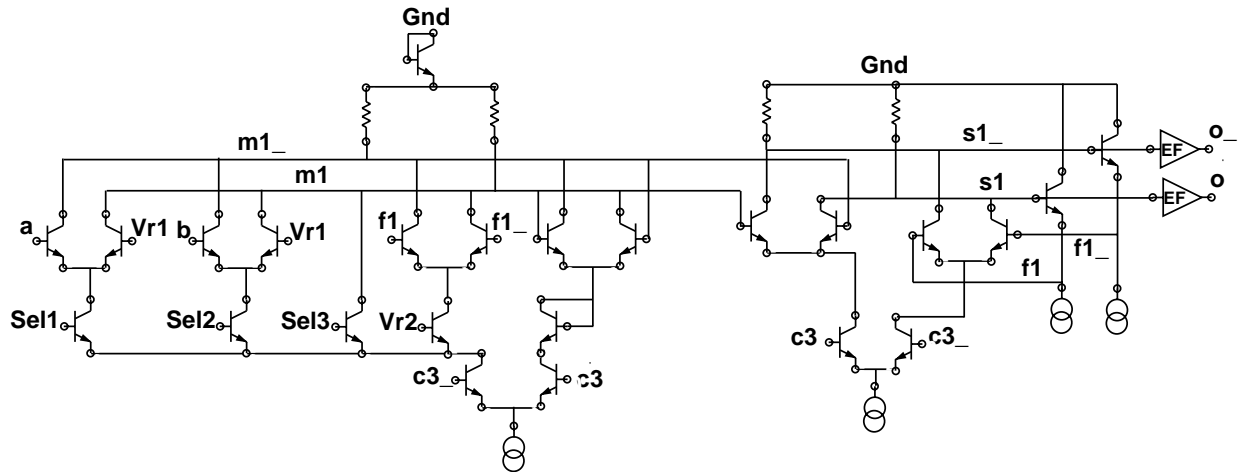 Gnd
Gnd
m1_
s1_
EF
o_
m1
s1
EF
o
a
Vr1
b
Vr1
f1
f1_
f1_
f1
Sel1
Sel2
Sel3
Vr2
c3
c3_
c3_
c3